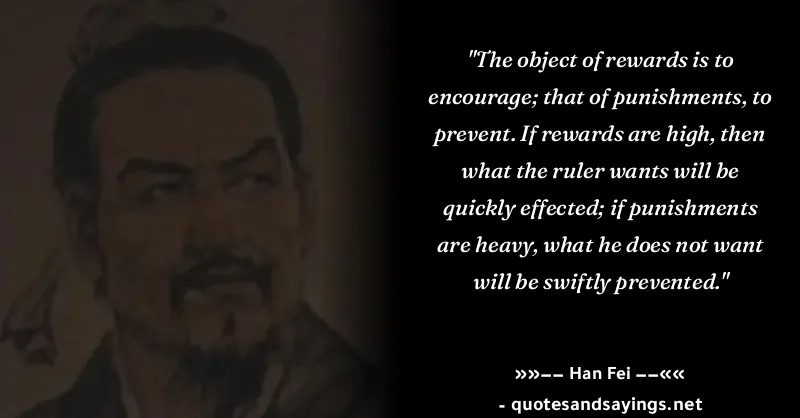 "The object of rewards is to
encourage; that of punishments, to
prevent. If rewards are high, then
what the ruler wants will be
quickly effected; if punishments
are heavy, what he does not want
will be swiftly prevented."
»»–– Han Fei ––««
- quotesandsayings.net